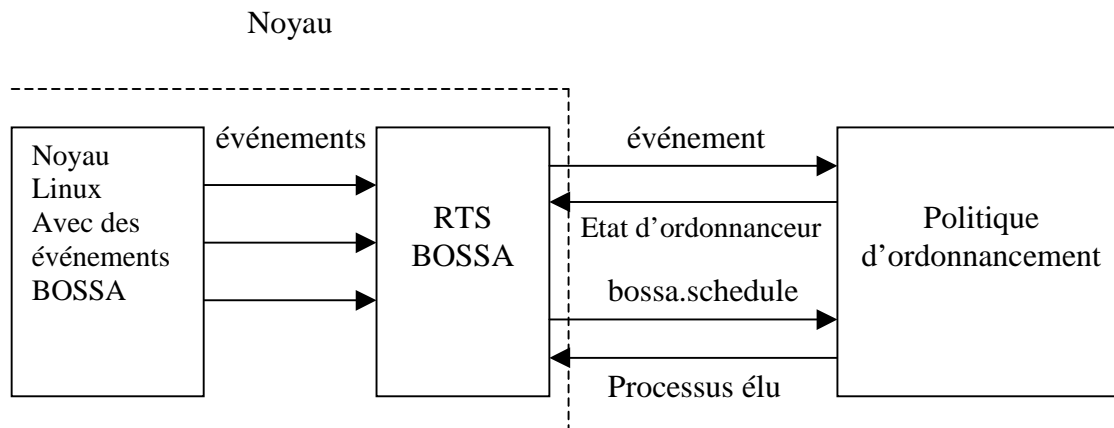 Noyau
événements
événement
Noyau
Linux
Avec des
événements
BOSSA
RTS
BOSSA
Etat d’ordonnanceur
Politique
d’ordonnancement
bossa.schedule
Processus élu